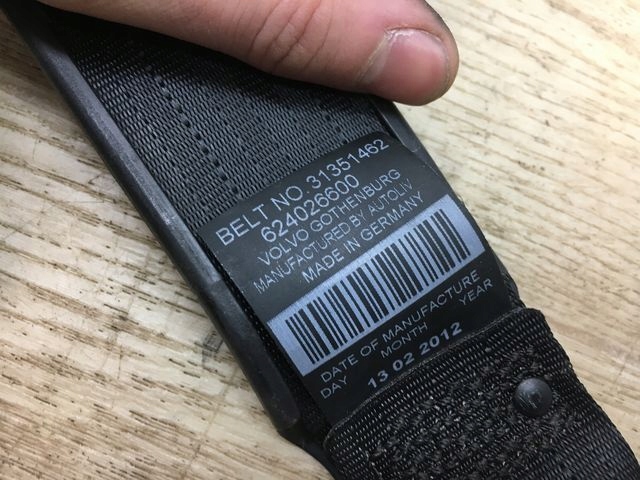 BELT NO. 31351462
624026600
VOLVO GOTHENBURG
MANUFACTURED BY AUTOLIV
MADE IN GERMANY
DATE OF MANUFACTURE
DAY MONTH YEAR
13 02 2012